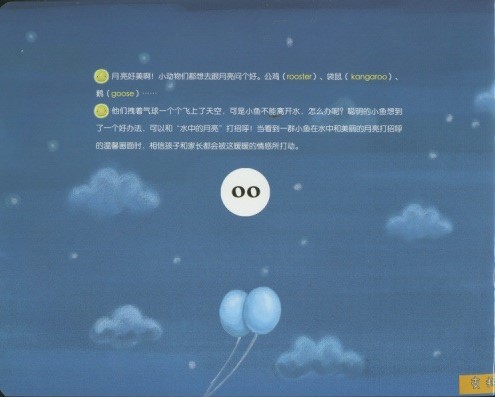 月亮好美啊！小动物们都想去跟月亮问个好。公鸡（rooster）、袋鼠（kangaroo）、
鹅（goose）……
他们拽着气球一个个飞上了天空，可是小鱼不能离开水，怎么办呢？聪明的小鱼想到
了一个好办法，可以和“水中的月亮”打招呼！当看到一群小鱼在水中和美丽的月亮打招呼
的温馨画面时，相信孩子和家长都会被这暖暖的情感所打动。
oo